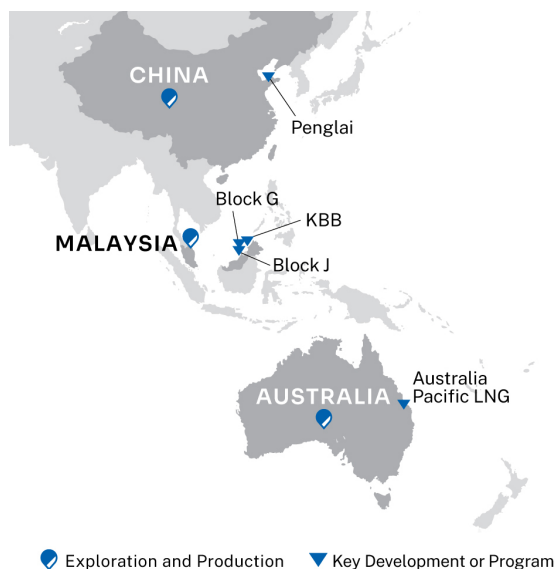 CHINA
Penglai
Block G
KBB
MALAYSIA
Block J
AUSTRALIA
Australia
Pacific LNG
Exploration and Production
Key Development or Program